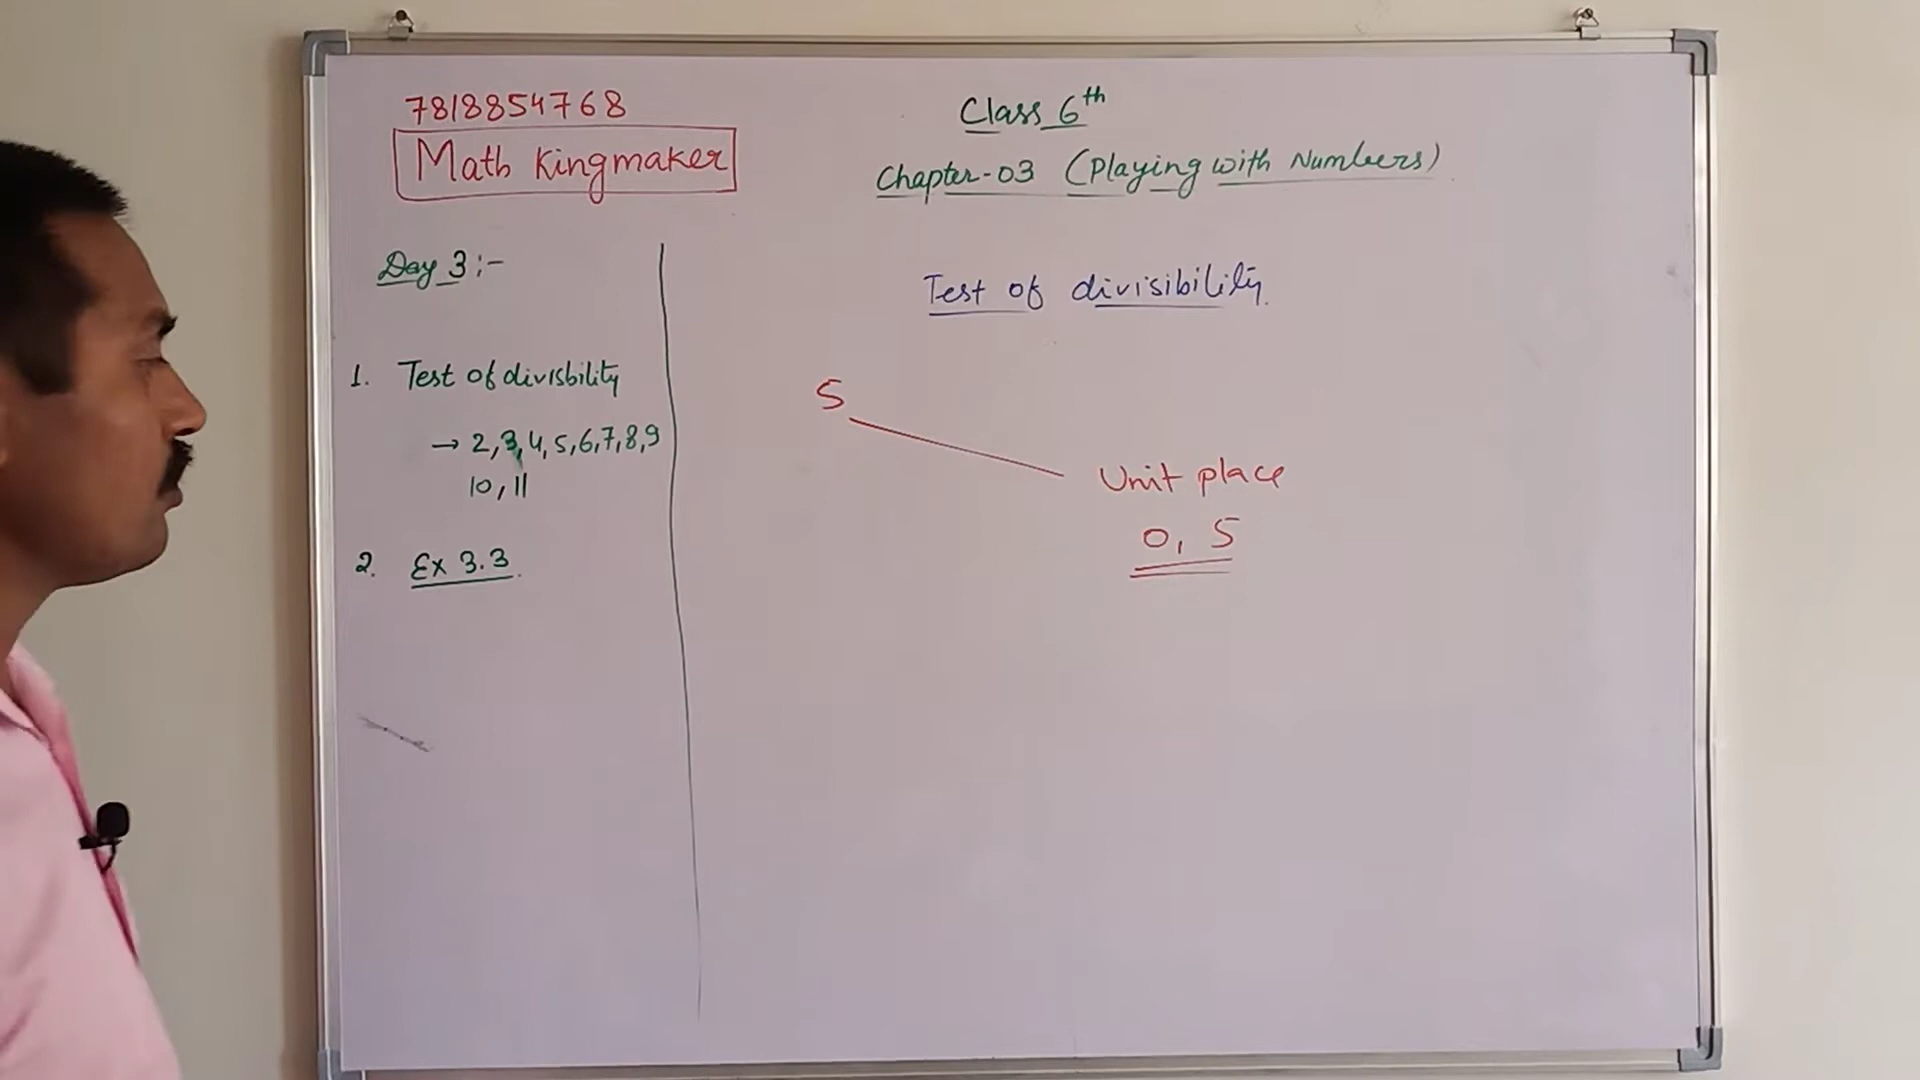 7818854768
Math Kingmaker
Class 6th
Chapter-03 (Playing with Numbers)
Day 3:-
1. Test of divisbility
→ 2,3,4,5,6,7,8,9
10,11
2. Ex 3.3
Test of divisibility
5
Unit place
0, 5